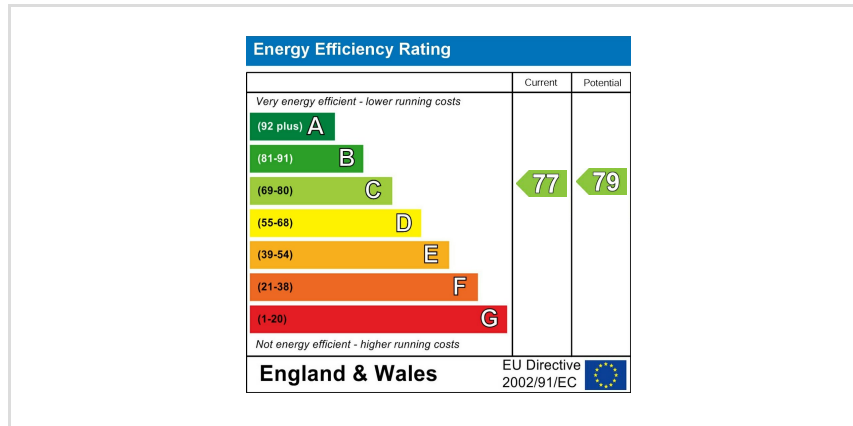 Energy Efficiency Rating
Current Potential
Very energy efficient - lower running costs
(92 plus) A
(81-91) B
(69-80) C 77 79
(55-68) D
(39-54) E
(21-38) F
(1-20) G
Not energy efficient - higher running costs
England & Wales
EU Directive
2002/91/EC